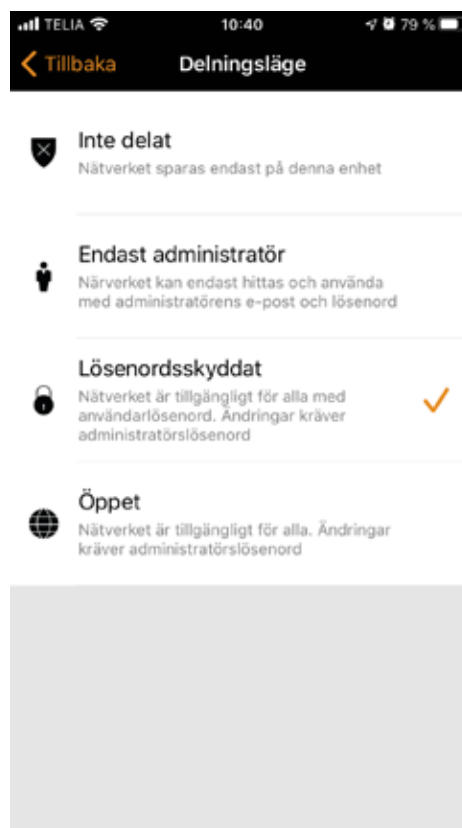 TELIA 10:40 79 %
Tillbaka Delningsläge
Inte delat
Nätverket sparas endast på denna enhet
Endast administratör
Närverket kan endast hittas och använda
med administratörens e-post och lösenord
Lösenordsskyddat
Nätverket är tillgängligt för alla med
användarlösenord. Ändringar kräver
administratörslösenord
Öppet
Nätverket är tillgängligt för alla. Ändringar
kräver administratörslösenord